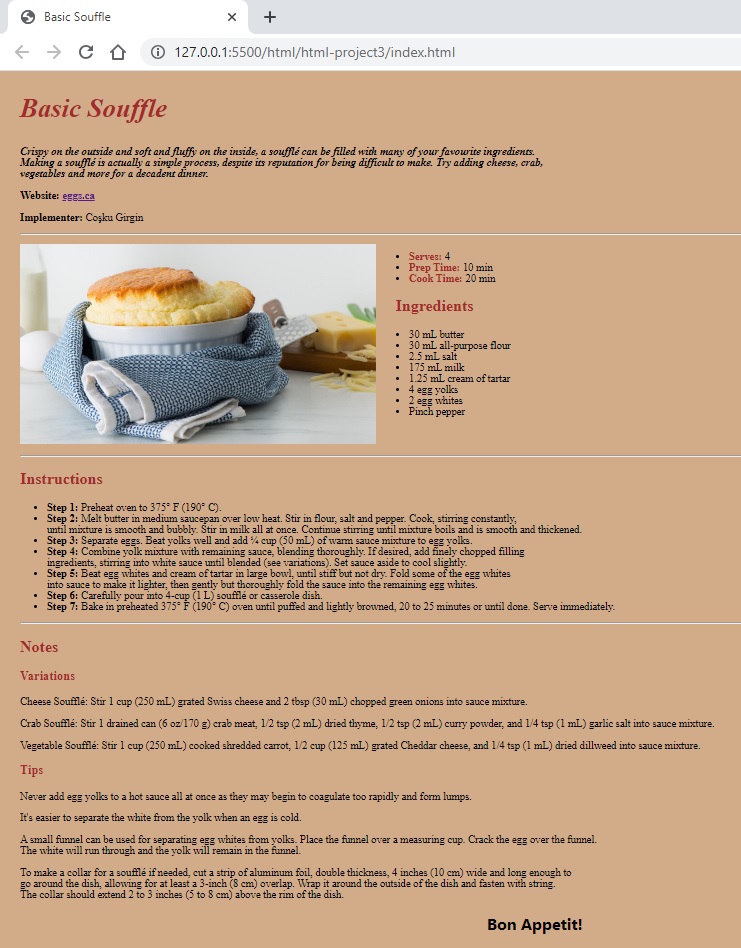 Basic Souffle
127.0.0.1:5500/html/html-project3/index.html
Basic Souffle
Crispy on the outside and soft and fluffy on the inside, a soufflé can be filled with many of your favourite ingredients.
Making a soufflé is actually a simple process, despite its reputation for being difficult to make. Try adding cheese, crab,
vegetables and more for a decadent dinner.
Website: eggs.ca
Implementer: Coşku Girgin
• Serves: 4
• Prep Time: 10 min
• Cook Time: 20 min
Ingredients
• 30 mL butter
• 30 mL all-purpose flour
• 2.5 mL salt
• 175 mL milk
• 1.25 mL cream of tartar
• 4 egg yolks
• 2 egg whites
• Pinch pepper
Instructions
• Step 1: Preheat oven to 375° F (190° C).
• Step 2: Melt butter in medium saucepan over low heat. Stir in flour, salt and pepper. Cook, stirring constantly,
until mixture is smooth and bubbly. Stir in milk all at once. Continue stirring until mixture boils and is smooth and thickened.
• Step 3: Separate eggs. Beat yolks well and add ¼ cup (50 mL) of warm sauce mixture to egg yolks.
• Step 4: Combine yolk mixture with remaining sauce, blending thoroughly. If desired, add finely chopped filling
ingredients, stirring into white sauce until blended (see variations). Set sauce aside to cool slightly.
• Step 5: Beat egg whites and cream of tartar in large bowl, until stiff but not dry. Fold some of the egg whites
into sauce to make it lighter, then gently but thoroughly fold the sauce into the remaining egg whites.
• Step 6: Carefully pour into 4-cup (1 L) soufflé or casserole dish.
• Step 7: Bake in preheated 375° F (190° C) oven until puffed and lightly browned, 20 to 25 minutes or until done. Serve immediately.
Notes
Variations
Cheese Soufflé: Stir 1 cup (250 mL) grated Swiss cheese and 2 tbsp (30 mL) chopped green onions into sauce mixture.
Crab Soufflé: Stir 1 drained can (6 oz/170 g) crab meat, 1/2 tsp (2 mL) dried thyme, 1/2 tsp (2 mL) curry powder, and 1/4 tsp (1 mL) garlic salt into sauce mixture.
Vegetable Soufflé: Stir 1 cup (250 mL) cooked shredded carrot, 1/2 cup (125 mL) grated Cheddar cheese, and 1/4 tsp (1 mL) dried dillweed into sauce mixture.
Tips
Never add egg yolks to a hot sauce all at once as they may begin to coagulate too rapidly and form lumps.
It's easier to separate the white from the yolk when an egg is cold.
A small funnel can be used for separating egg whites from yolks. Place the funnel over a measuring cup. Crack the egg over the funnel.
The white will run through and the yolk will remain in the funnel.
To make a collar for a soufflé if needed, cut a strip of aluminum foil, double thickness, 4 inches (10 cm) wide and long enough to
go around the dish, allowing for at least a 3-inch (8 cm) overlap. Wrap it around the outside of the dish and fasten with string.
The collar should extend 2 to 3 inches (5 to 8 cm) above the rim of the dish.
Bon Appetit!